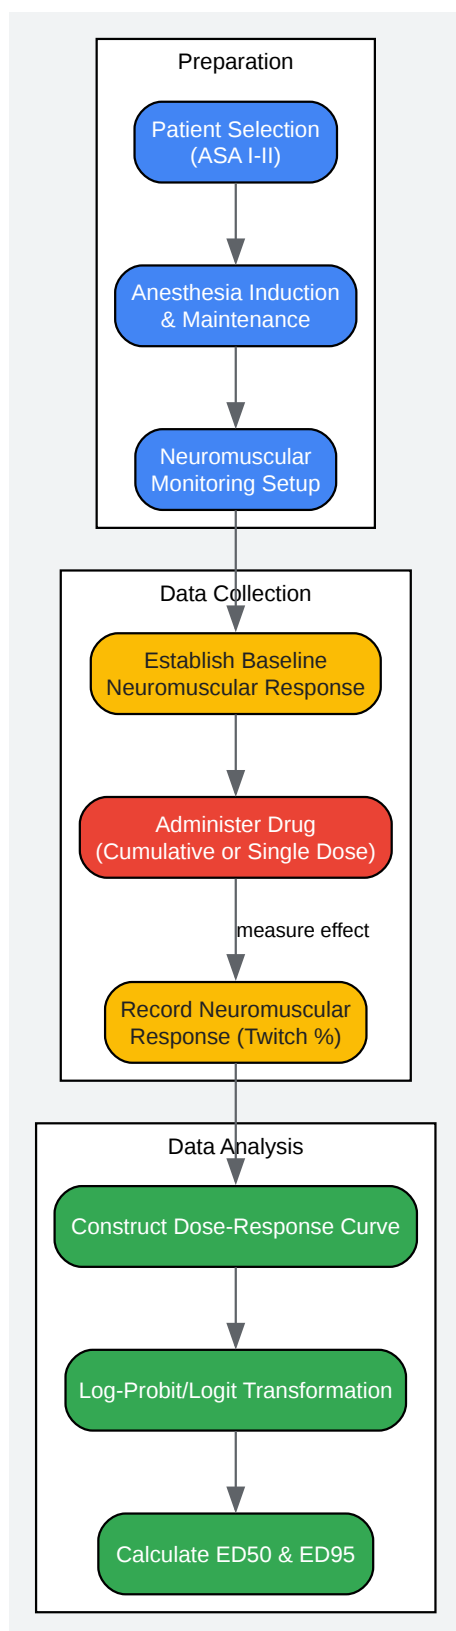 Preparation
Patient Selection
(ASA I-II)
Anesthesia Induction
& Maintenance
Neuromuscular
Monitoring Setup
Data Collection
Establish Baseline
Neuromuscular Response
Administer Drug
(Cumulative or Single Dose)
measure effect
Record Neuromuscular
Response (Twitch %)
Data Analysis
Construct Dose-Response Curve
Log-Probit/Logit Transformation
Calculate ED50 & ED95